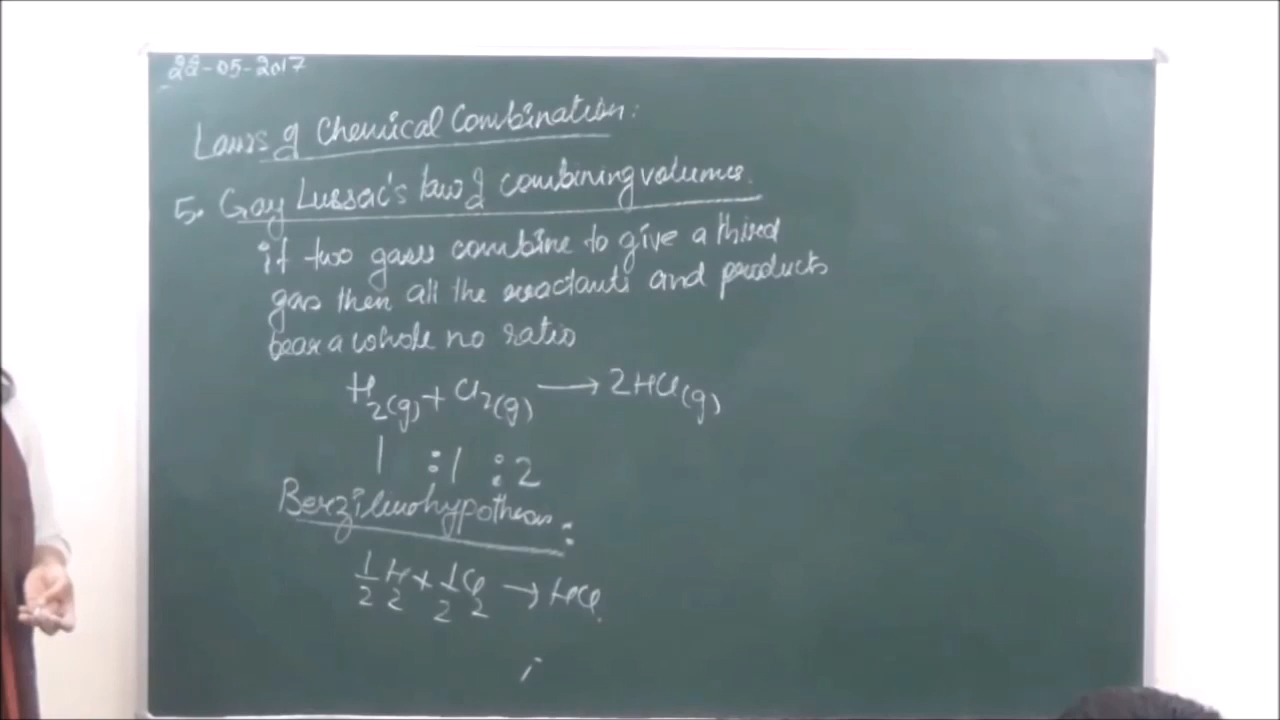 22-05-2017
Laws of Chemical Combination:
5. Gay Lussac's law of combining volumes.
if two gases combine to give a third
gas then all the reactants and products
bear a whole no ratio
H2(g) + Cl2(g) → 2HCl(g)
1 : 1 : 2
Berzilius hypothesis:
1/2 H2 + 1/2 Cl2 → HCl.
i